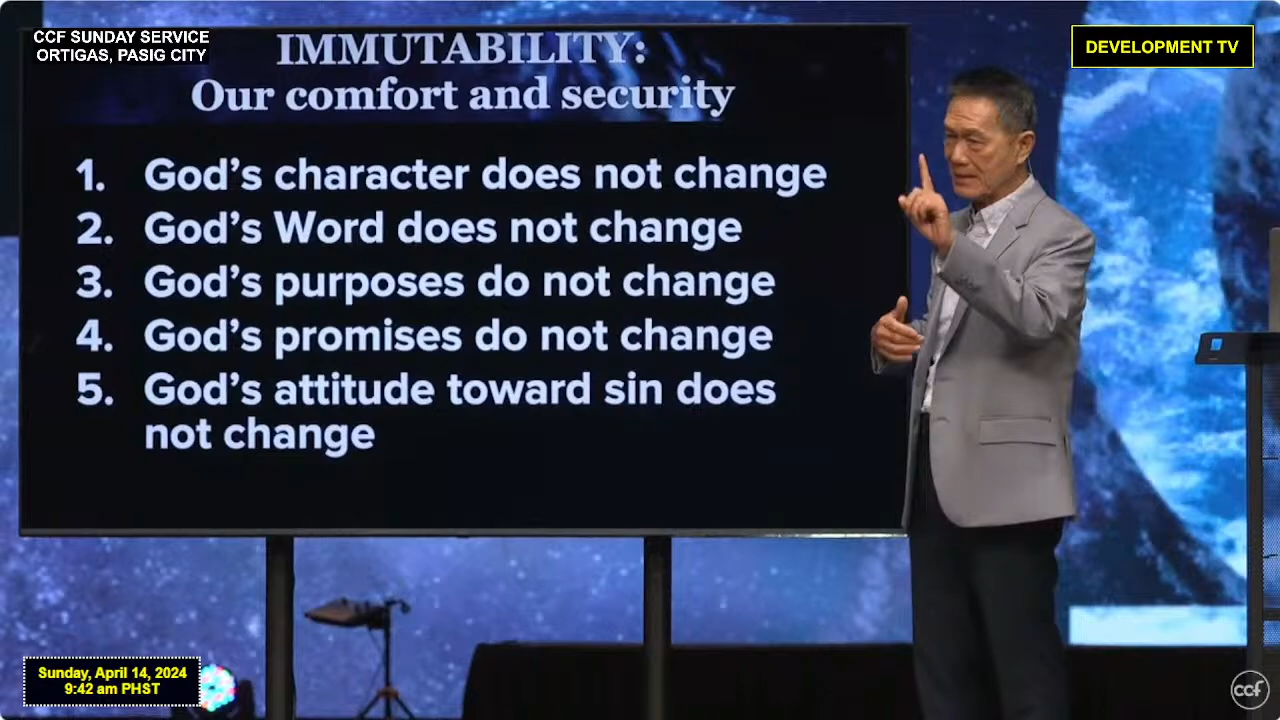 CCF SUNDAY SERVICE
ORTIGAS, PASIG CITY
DEVELOPMENT TV
IMMUTABILITY:
Our comfort and security
1. God's character does not change
2. God's Word does not change
3. God's purposes do not change
4. God's promises do not change
5. God's attitude toward sin does
not change
Sunday, April 14, 2024
9:42 am PHST
ccf